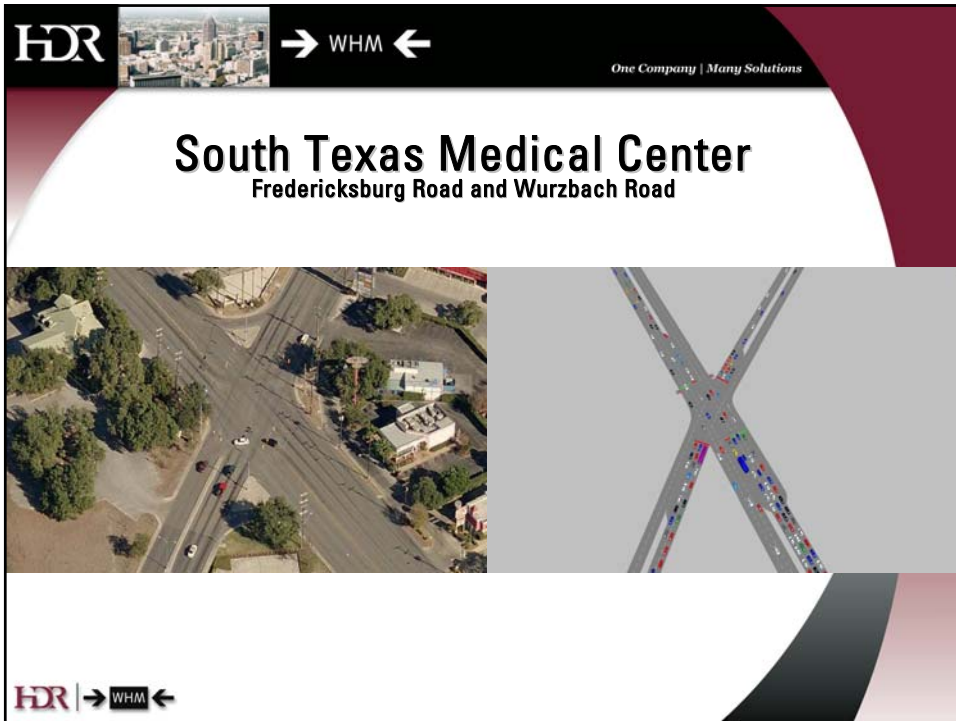 HDR
WHM
One Company | Many Solutions
South Texas Medical Center
Fredericksburg Road and Wurzbach Road
HDR
WHM